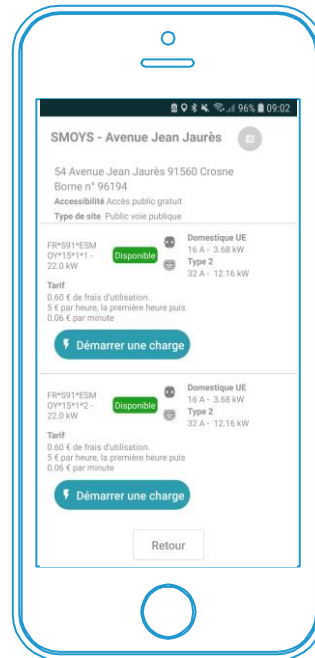 96% 09:02
SMOYS - Avenue Jean Jaurès
54 Avenue Jean Jaurès 91560 Crosne
Borne n° 96194
Accessibilité Accès public gratuit
Type de site Public voie publique
FR*S91*ESM
OY*15*1*1 -
22.0 kW
Disponible
Domestique UE
16 A - 3.68 kW
Type 2
32 A - 12.16 kW
Tarif
0.60 € de frais d'utilisation.
5 € par heure, la première heure puis
0.06 € par minute
Démarrer une charge
FR*S91*ESM
OY*15*1*2 -
22.0 kW
Disponible
Domestique UE
16 A - 3.68 kW
Type 2
32 A - 12.16 kW
Tarif
0.60 € de frais d'utilisation.
5 € par heure, la première heure puis
0.06 € par minute
Démarrer une charge
Retour